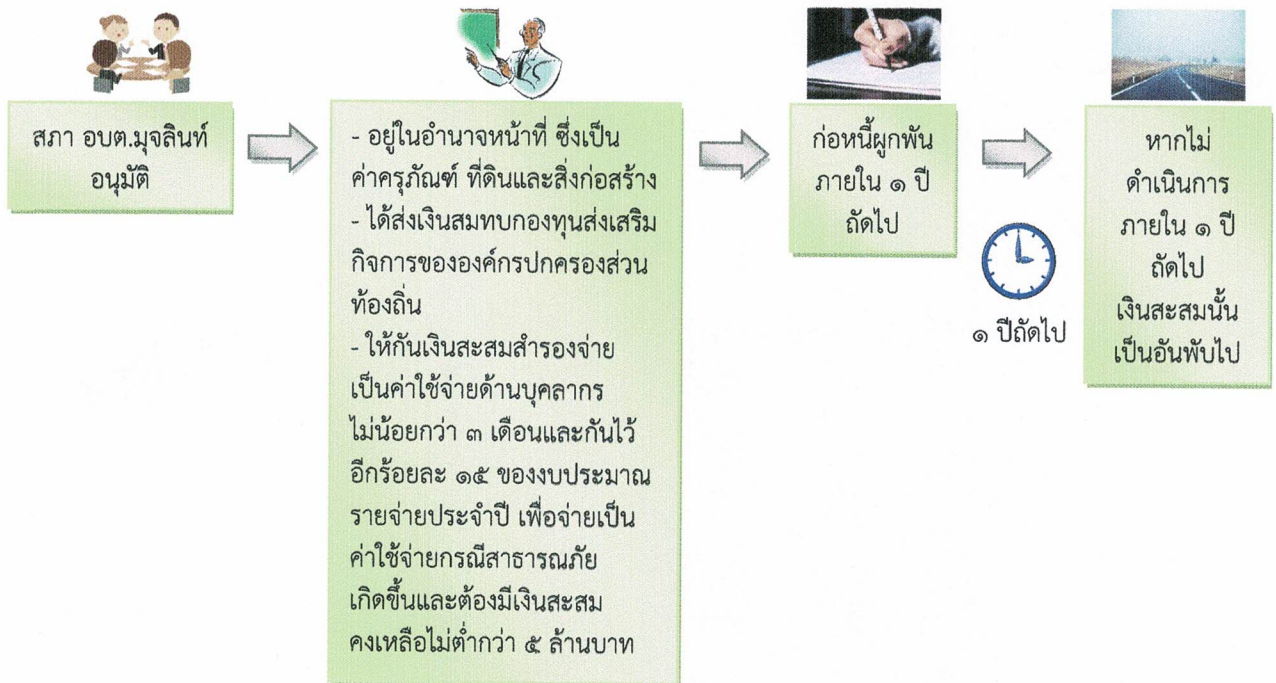 สภา อบต.มุจลินท์
อนุมัติ
- อยู่ในอำนาจหน้าที่ ซึ่งเป็น
ค่าครุภัณฑ์ ที่ดินและสิ่งก่อสร้าง
- ได้ส่งเงินสมทบกองทุนส่งเสริม
กิจการขององค์กรปกครองส่วน
ท้องถิ่น
- ให้กันเงินสะสมสำรองจ่าย
เป็นค่าใช้จ่ายด้านบุคลากร
ไม่น้อยกว่า ๓ เดือนและกันไว้
อีกร้อยละ ๑๕ ของงบประมาณ
รายจ่ายประจำปี เพื่อจ่ายเป็น
ค่าใช้จ่ายกรณีสาธารณภัย
เกิดขึ้นและต้องมีเงินสะสม
คงเหลือไม่ต่ำกว่า ๕ ล้านบาท
ก่อหนี้ผูกพัน
ภายใน ๑ ปี
ถัดไป
๑ ปีถัดไป
หากไม่
ดำเนินการ
ภายใน ๑ ปี
ถัดไป
เงินสะสมนั้น
เป็นอันพับไป